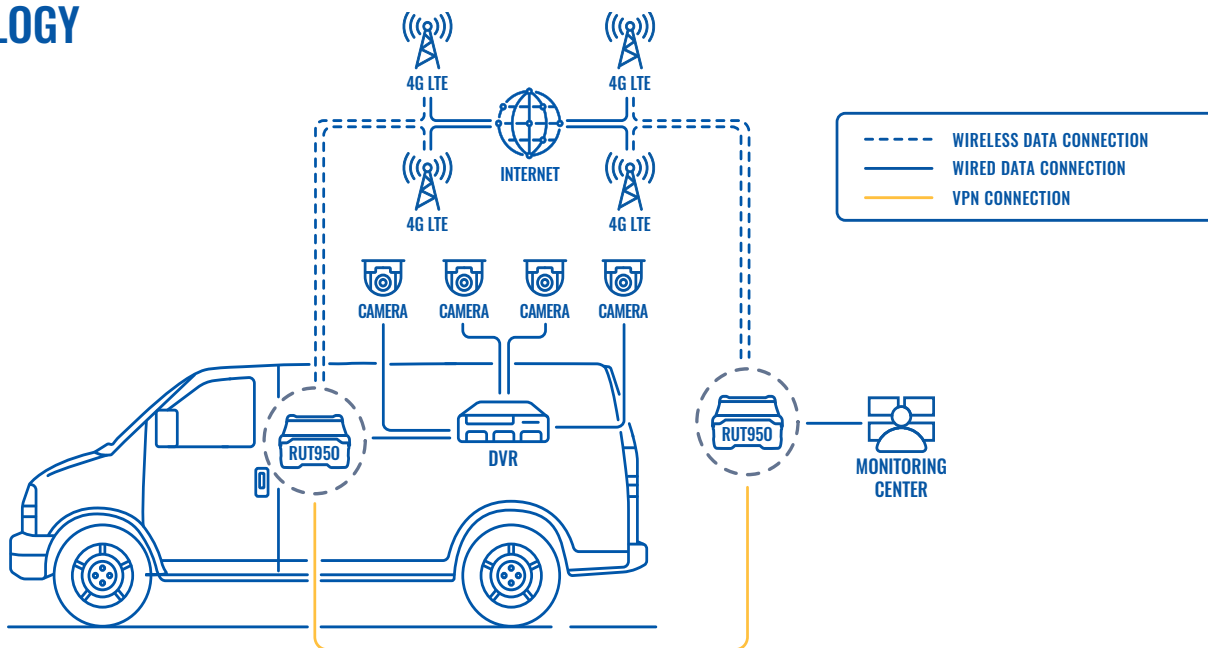 LOGY
4G LTE
4G LTE
INTERNET
4G LTE
4G LTE
WIRELESS DATA CONNECTION
WIRED DATA CONNECTION
VPN CONNECTION
CAMERA
CAMERA
CAMERA
CAMERA
RUT950
DVR
RUT950
MONITORING
CENTER